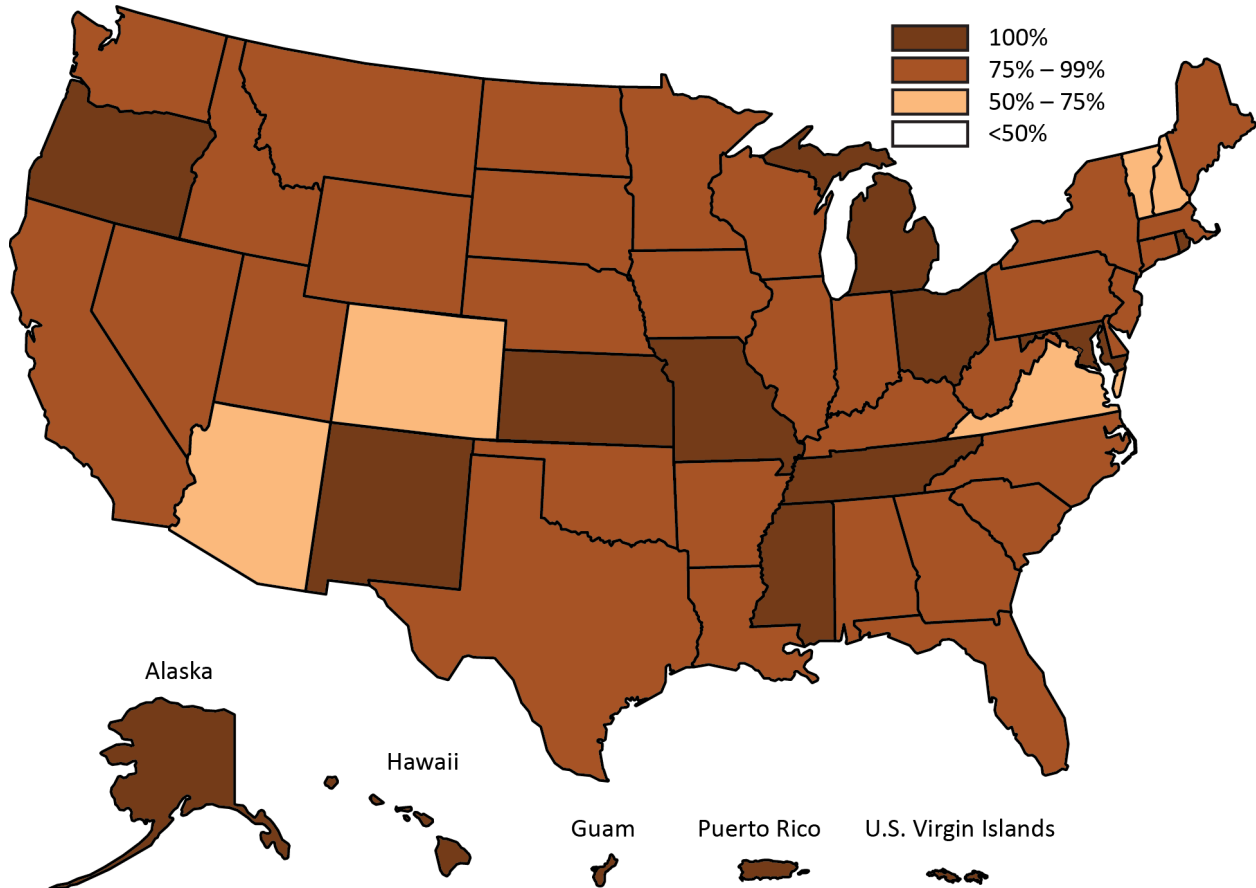 100%
75% – 99%
50% – 75%
<50%
Alaska
Hawaii
Guam
Puerto Rico
U.S. Virgin Islands